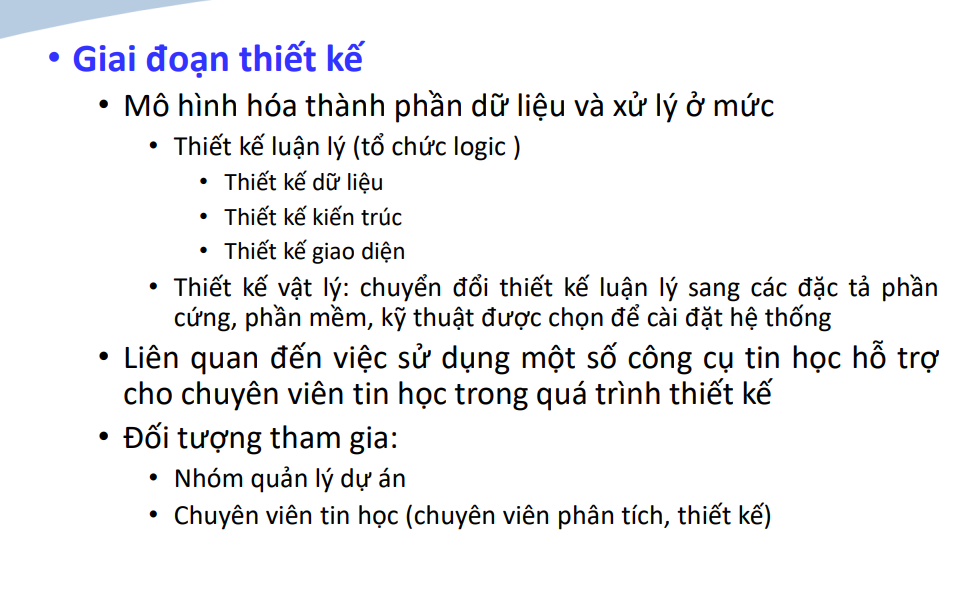 • Giai đoạn thiết kế
• Mô hình hóa thành phần dữ liệu và xử lý ở mức
• Thiết kế luận lý (tổ chức logic )
• Thiết kế dữ liệu
• Thiết kế kiến trúc
• Thiết kế giao diện
• Thiết kế vật lý: chuyển đổi thiết kế luận lý sang các đặc tả phần
cứng, phần mềm, kỹ thuật được chọn để cài đặt hệ thống
• Liên quan đến việc sử dụng một số công cụ tin học hỗ trợ
cho chuyên viên tin học trong quá trình thiết kế
• Đối tượng tham gia:
• Nhóm quản lý dự án
• Chuyên viên tin học (chuyên viên phân tích, thiết kế)